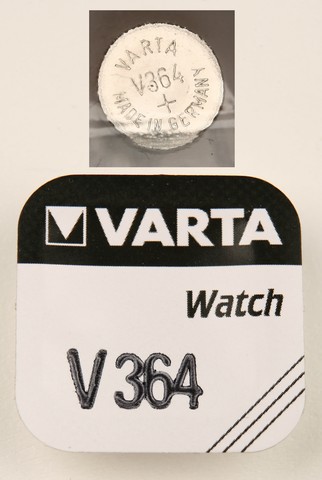 VARTA
V364
+
MADE IN GERMANY
VARTA
Watch
V 364